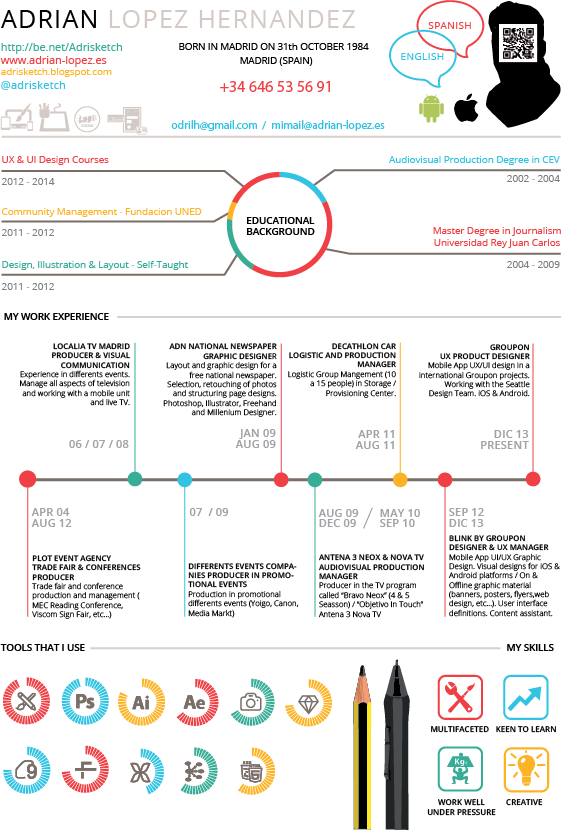 ADRIAN LOPEZ HERNANDEZ
http://be.net/Adrisketch
www.adrian-lopez.es
adrisketch.blogspot.com
@adrisketch
BORN IN MADRID ON 31th OCTOBER 1984
MADRID (SPAIN)
+34 646 53 56 91
odrilh@gmail.com / mimail@adrian-lopez.es
SPANISH
ENGLISH
UX & UI Design Courses
2012 - 2014
Community Management - Fundacion UNED
2011 - 2012
Design, Illustration & Layout - Self-Taught
2011 - 2012
EDUCATIONAL
BACKGROUND
Audiovisual Production Degree in CEV
2002 - 2004
Master Degree in Journalism
Universidad Rey Juan Carlos
2004 - 2009
MY WORK EXPERIENCE
LOCALIA TV MADRID
PRODUCER & VISUAL
COMMUNICATION
Experience in differents events.
Manage all aspects of television
and working with a mobile unit
and live TV.
06 / 07 / 08
ADN NATIONAL NEWSPAPER
GRAPHIC DESIGNER
Layout and graphic design for a
free national newspaper.
Selection, retouching of photos
and structuring page designs.
Photoshop, Illustrator, Freehand
and Millenium Designer.
JAN 09
AUG 09
DECATHLON CAR
LOGISTIC AND PRODUCTION
MANAGER
Logistic Group Mangement (10
a 15 people) in Storage /
Provisioning Center.
APR 11
AUG 11
GROUPON
UX PRODUCT DESIGNER
Mobile App UX/UI design in a
international Groupon projects.
Working with the Seattle
Design Team. iOS & Android.
DIC 13
PRESENT
APR 04
AUG 12
PLOT EVENT AGENCY
TRADE FAIR & CONFERENCES
PRODUCER
Trade fair and conference
production and management (
MEC Reading Conference,
Viscom Sign Fair, etc...)
07 / 09
DIFFERENTS EVENTS COMPA-
NIES PRODUCER IN PROMO-
TIONAL EVENTS
Production in promotional
differents events (Yoigo, Canon,
Media Markt)
AUG 09 / MAY 10
DEC 09 / SEP 10
ANTENA 3 NEOX & NOVA TV
AUDIOVISUAL PRODUCTION
MANAGER
Producer in the TV program
called "Bravo Neox" (4 & 5
Seasson) / "Objetivo In Touch"
Antena 3 Nova TV
SEP 12
DIC 13
BLINK BY GROUPON
DESIGNER & UX MANAGER
Mobile App UI/UX Graphic
Design. Visual designs for iOS &
Android platforms / On &
Offline graphic material
(banners, posters, flyers,web
design, etc...). User interface
definitions. Content assistant.
TOOLS THAT I USE
MY SKILLS
Ps
Ai
Ae
9
MULTIFACETED
KEEN TO LEARN
Kg.
WORK WELL
UNDER PRESSURE
CREATIVE